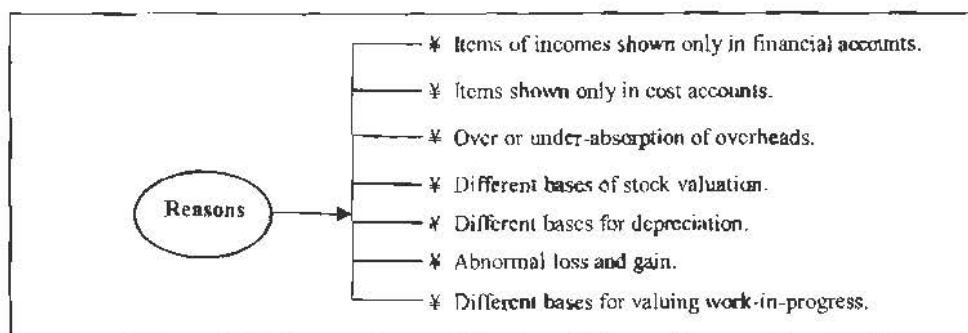 ¥ Items of incomes shown only in financial accounts.
¥ Items shown only in cost accounts.
¥ Over or under-absorption of overheads.
¥ Different bases of stock valuation.
Reasons
¥ Different bases for depreciation.
¥ Abnormal loss and gain.
¥ Different bases for valuing work-in-progress.